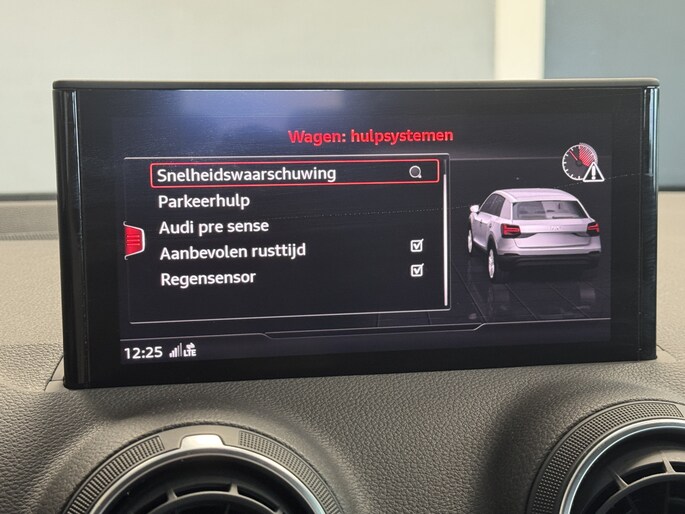 Wagen: hulpsystemen
Snelheidswaarschuwing
Parkeerhulp
Audi pre sense
Aanbevolen rusttijd
Regensensor
12:25 LTE